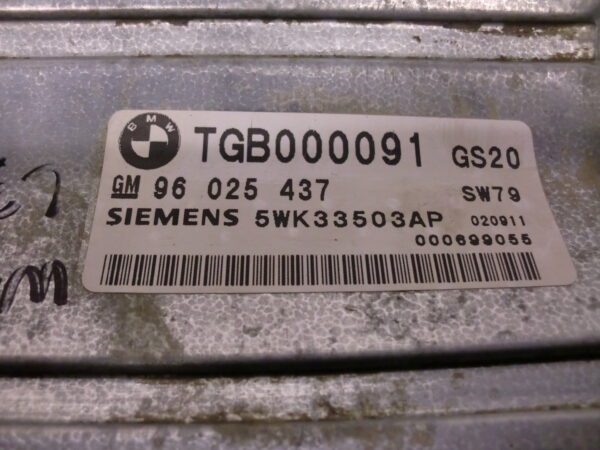 BMW TGB000091 GS20
GM 96 025 437 SW79
SIEMENS 5WK33503AP 020911
000699055